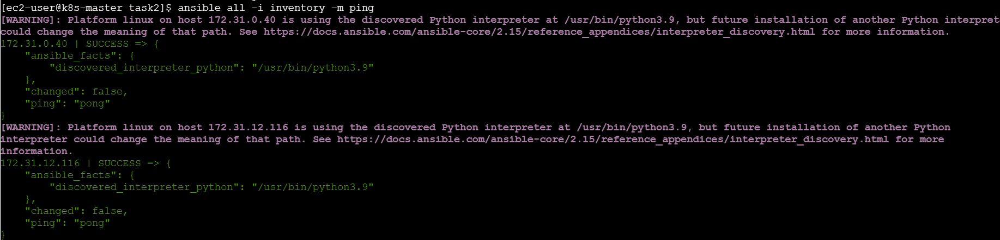 [ec2-user@k8s-master task2]$ ansible all -i inventory -m ping
[WARNING]: Platform linux on host 172.31.0.40 is using the discovered Python interpreter at /usr/bin/python3.9, but future installation of another Python interprete
could change the meaning of that path. See https://docs.ansible.com/ansible-core/2.15/reference_appendices/interpreter_discovery.html for more information.
172.31.0.40 | SUCCESS => {
    "ansible_facts": {
        "discovered_interpreter_python": "/usr/bin/python3.9"
    },
    "changed": false,
    "ping": "pong"
}
[WARNING]: Platform linux on host 172.31.12.116 is using the discovered Python interpreter at /usr/bin/python3.9, but future installation of another Python
interpreter could change the meaning of that path. See https://docs.ansible.com/ansible-core/2.15/reference_appendices/interpreter_discovery.html for more
information.
172.31.12.116 | SUCCESS => {
    "ansible_facts": {
        "discovered_interpreter_python": "/usr/bin/python3.9"
    },
    "changed": false,
    "ping": "pong"
}